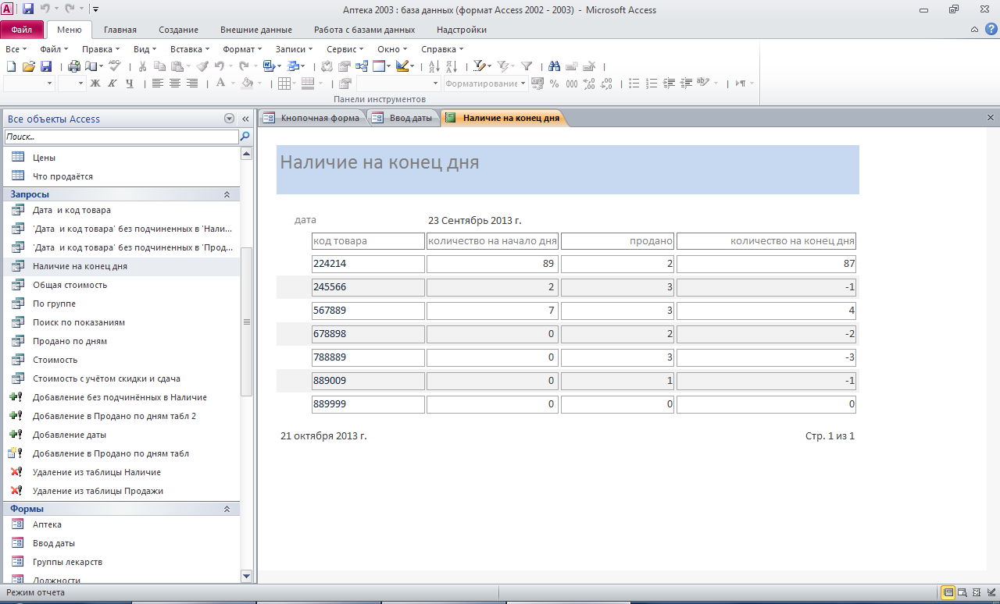 Аптека 2003 : база данных (формат Access 2002 - 2003) - Microsoft Access
Файл Меню Главная Создание Внешние данные Работа с базами данных Надстройки
Все Файл Правка Вид Вставка Формат Записи Сервис Окно Справка
Ж К Ч А Форматирование % 000
Панели инструментов
Все объекты Access «
Поиск...
Цены
Что продаётся
Запросы
Дата и код товара
'Дата и код товара' без подчиненных в 'Нали...
'Дата и код товара' без подчиненных в 'Прод...
Наличие на конец дня
Общая стоимость
По группе
Поиск по показаниям
Продано по дням
Стоимость
Стоимость с учётом скидки и сдача
Добавление без подчинённых в Наличие
Добавление в Продано по дням табл 2
Добавление даты
Добавление в Продано по дням табл
Удаление из таблицы Наличие
Удаление из таблицы Продажи
Формы
Аптека
Ввод даты
Группы лекарств
Должности
Кнопочная форма Ввод даты Наличие на конец дня
Наличие на конец дня
дата 23 Сентябрь 2013 г.
код товара количество на начало дня продано количество на конец дня
224214 89 2 87
245566 2 3 -1
567889 7 3 4
678898 0 2 -2
788889 0 3 -3
889009 0 1 -1
889999 0 0 0
21 октября 2013 г. Стр. 1 из 1
Режим отчета